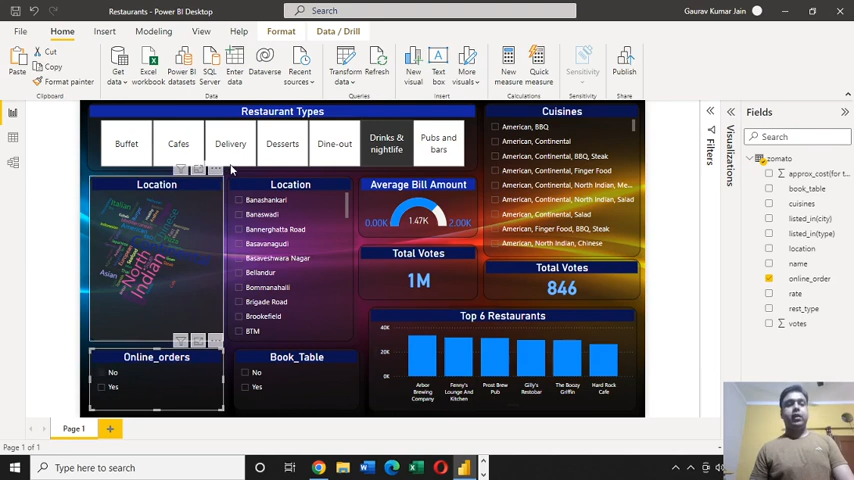 Restaurants - Power BI Desktop
Search
Gaurav Kumar Jain
File
Home
Insert
Modeling
View
Help
Format
Data / Drill
Paste
Cut
Copy
Format painter
Clipboard
Get data
Excel workbook
Power BI datasets
SQL Server
Enter data
Dataverse
Recent sources
Data
Transform data
Refresh
Queries
New visual
Text box
More visuals
Insert
New measure
Quick measure
Calculations
Sensitivity
Sensitivity
Publish
Share
Restaurant Types
Buffet
Cafes
Delivery
Desserts
Dine-out
Drinks & nightlife
Pubs and bars
Cuisines
American, BBQ
American, Continental
American, Continental, BBQ, Steak
American, Continental, Finger Food
American, Continental, North Indian, Me...
American, Continental, North Indian, Salad
American, Continental, Salad
American, Finger Food, BBQ, Steak
American, North Indian, Chinese
Location
Italian
Chinese
North
Indian
Asian
Location
Banashankari
Banaswadi
Bannerghatta Road
Basavanagudi
Basaveshwara Nagar
Bellandur
Bommanahalli
Brigade Road
Brookefield
BTM
Average Bill Amount
0.00K
1.47K
2.00K
Total Votes
1M
Total Votes
846
Online_orders
No
Yes
Book_Table
No
Yes
Top 6 Restaurants
40K
20K
0K
Arbor Brewing Company
Fenny's Lounge And Kitchen
Prost Brew Pub
Gilly's Restobar
The Boozy Griffin
Hard Rock Cafe
Filters
Visualizations
Fields
Search
zomato
approx_cost(for t...
book_table
cuisines
listed_in(city)
listed_in(type)
location
name
online_order
rate
rest_type
votes
Page 1
Page 1 of 1
Type here to search